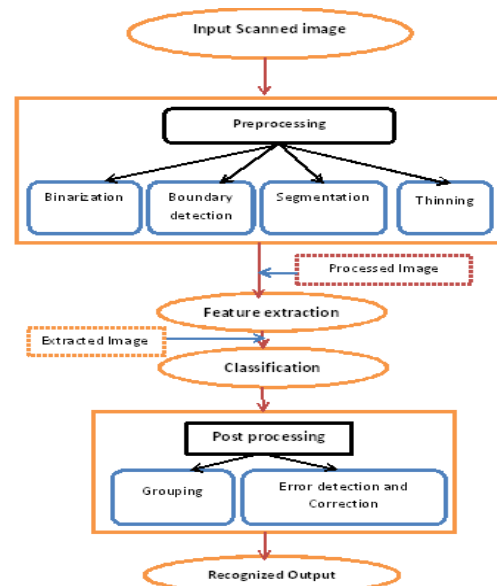 Input Scanned image
Preprocessing
Binarization
Boundary
detection
Segmentation
Thinning
Processed Image
Feature extraction
Extracted Image
Classification
Post processing
Grouping
Error detection and
Correction
Recognized Output